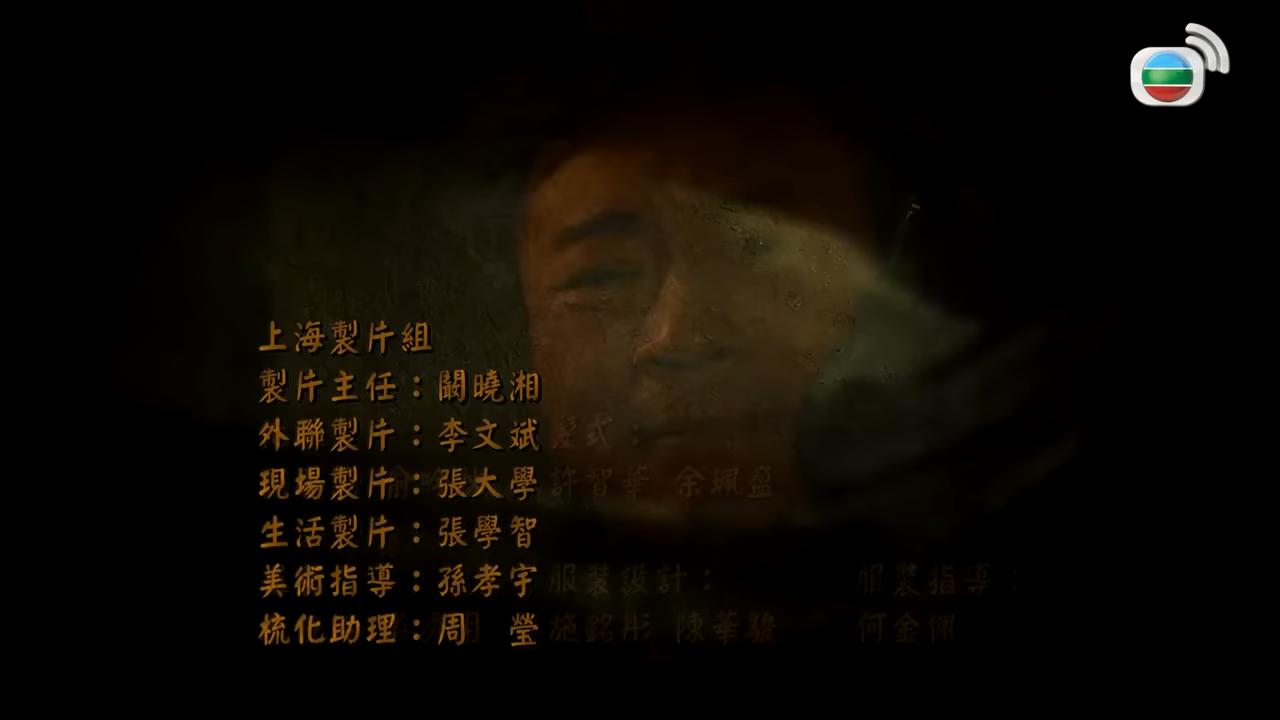 上海製片組
製片主任：闞曉湘
外聯製片：李文斌
現場製片：張大學
許智華 余珮盈
生活製片：張學智
美術指導：孫孝宇 服裝設計： 服裝指導：
梳化助理：周 瑩 施銘彤 陳華駿 何金佩